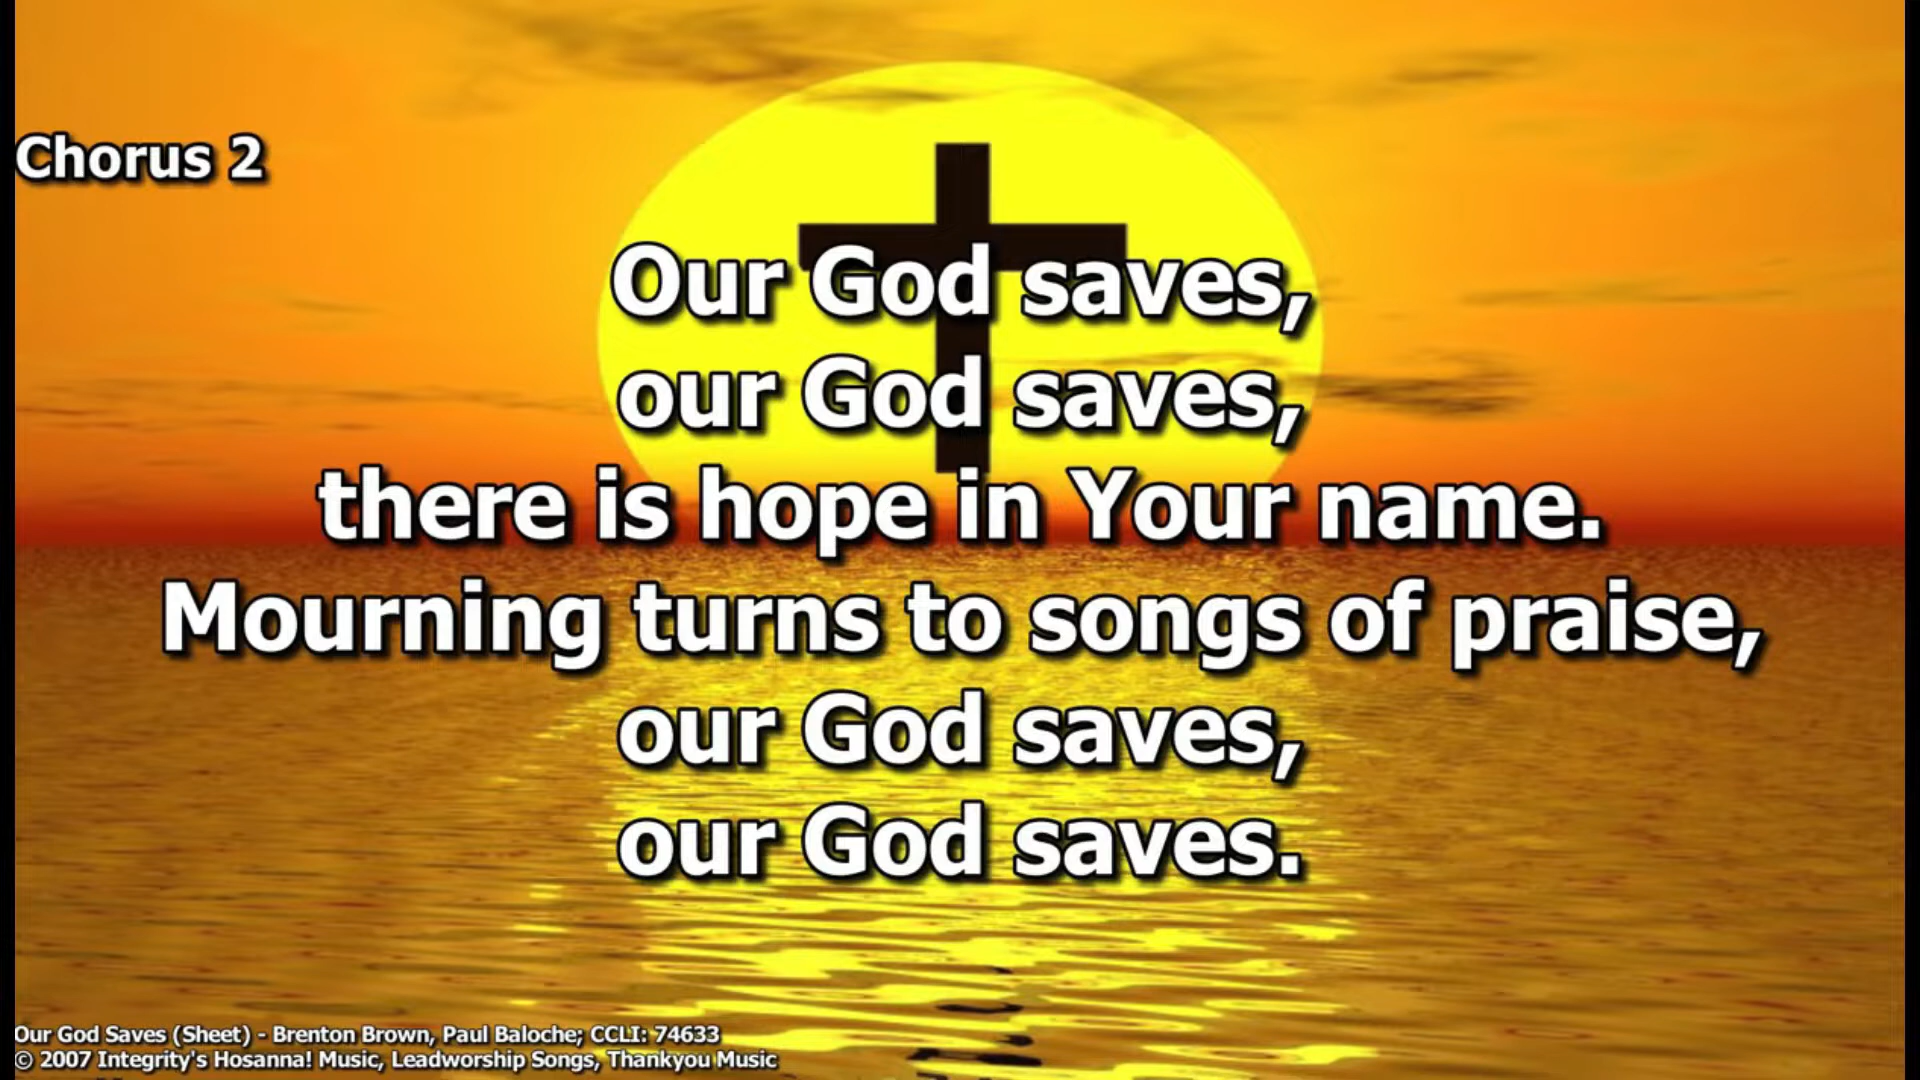 Chorus 2
Our God saves,
our God saves,
there is hope in Your name.
Mourning turns to songs of praise,
our God saves,
our God saves.
Our God Saves (Sheet) - Brenton Brown, Paul Baloche; CCLI: 74633
© 2007 Integrity's Hosanna! Music, Leadworship Songs, Thankyou Music